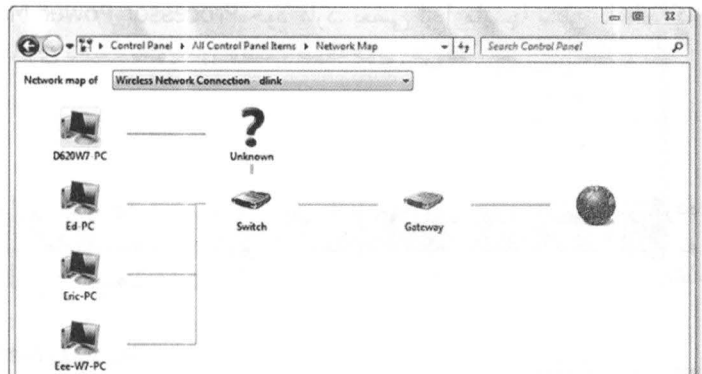 Control Panel ▸ All Control Panel Items ▸ Network Map
Search Control Panel
Network map of
Wireless Network Connection - dlink
D620W7-PC
Unknown
Ed-PC
Switch
Gateway
Eric-PC
Eee-W7-PC